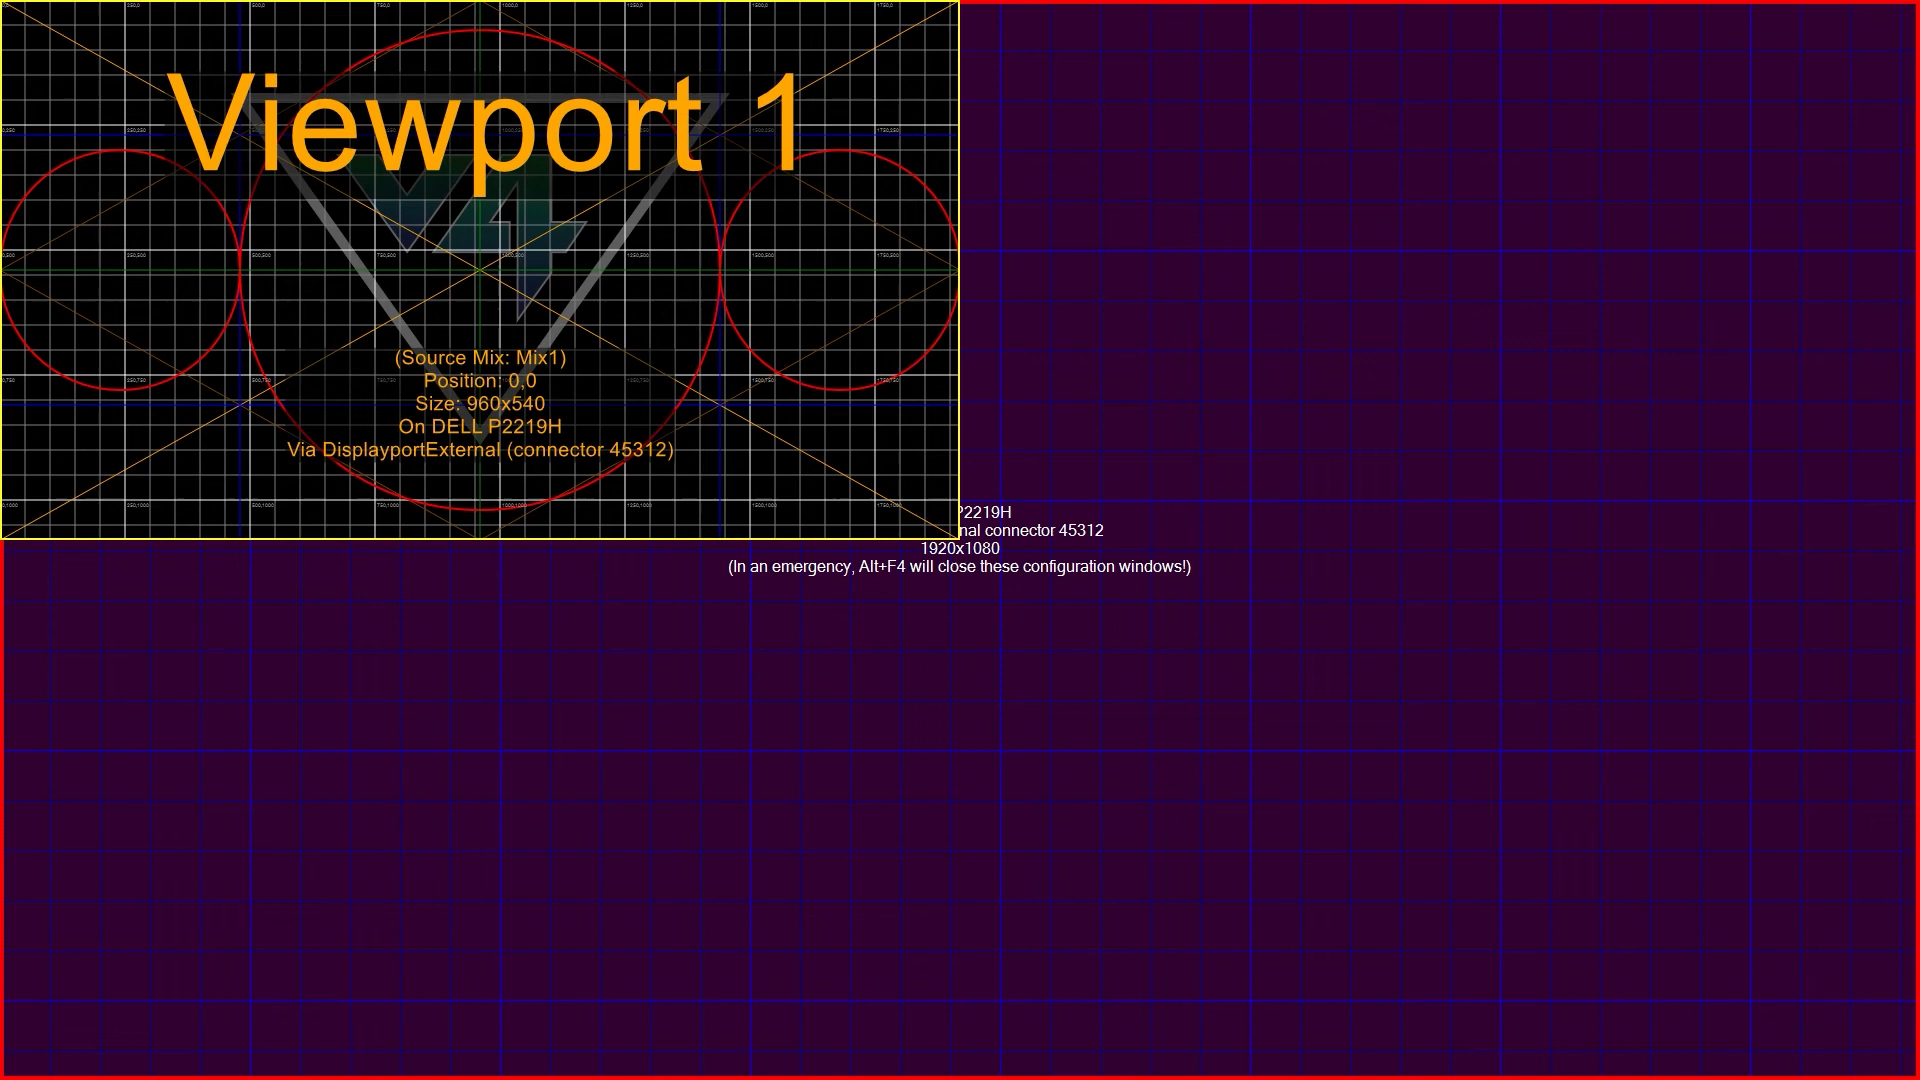 Viewport 1
(Source Mix: Mix1)
Position: 0,0
Size: 960x540
On DELL P2219H
Via DisplayportExternal (connector 45312)
P2219H
nal connector 45312
1920x1080
(In an emergency, Alt+F4 will close these configuration windows!)